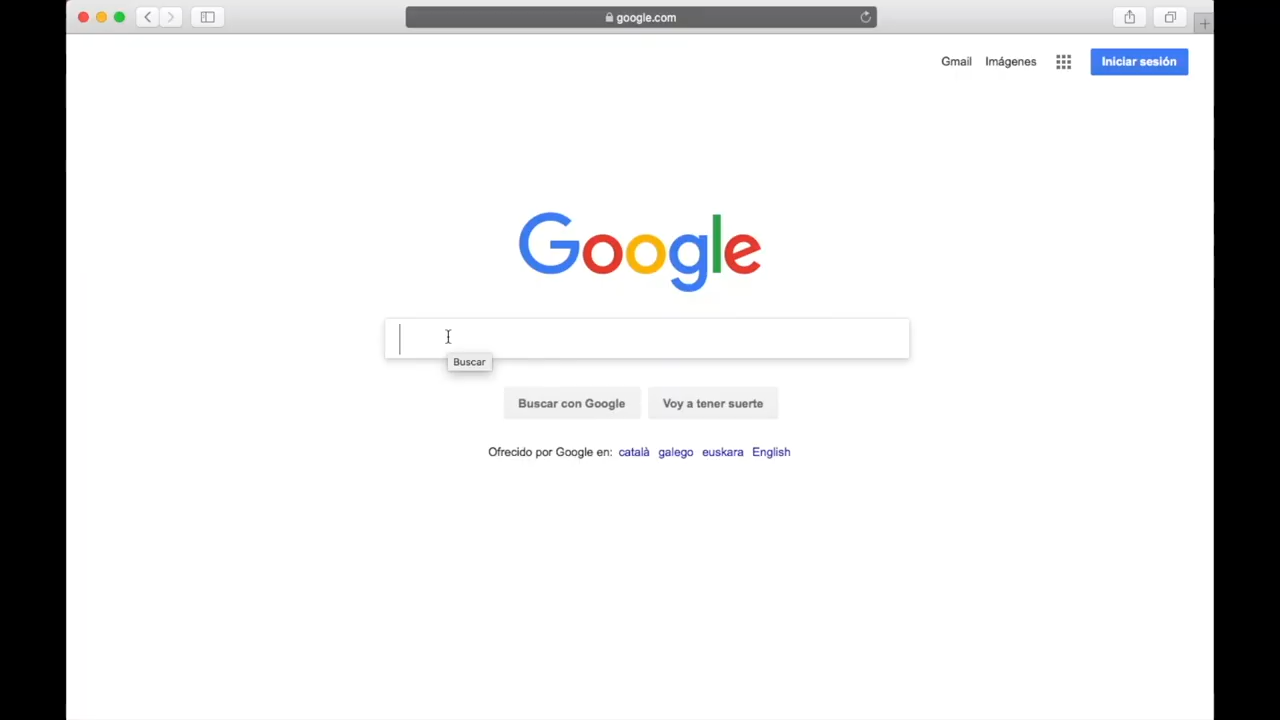 google.com
Gmail Imágenes Iniciar sesión
Google
Buscar
Buscar con Google Voy a tener suerte
Ofrecido por Google en: català galego euskara English